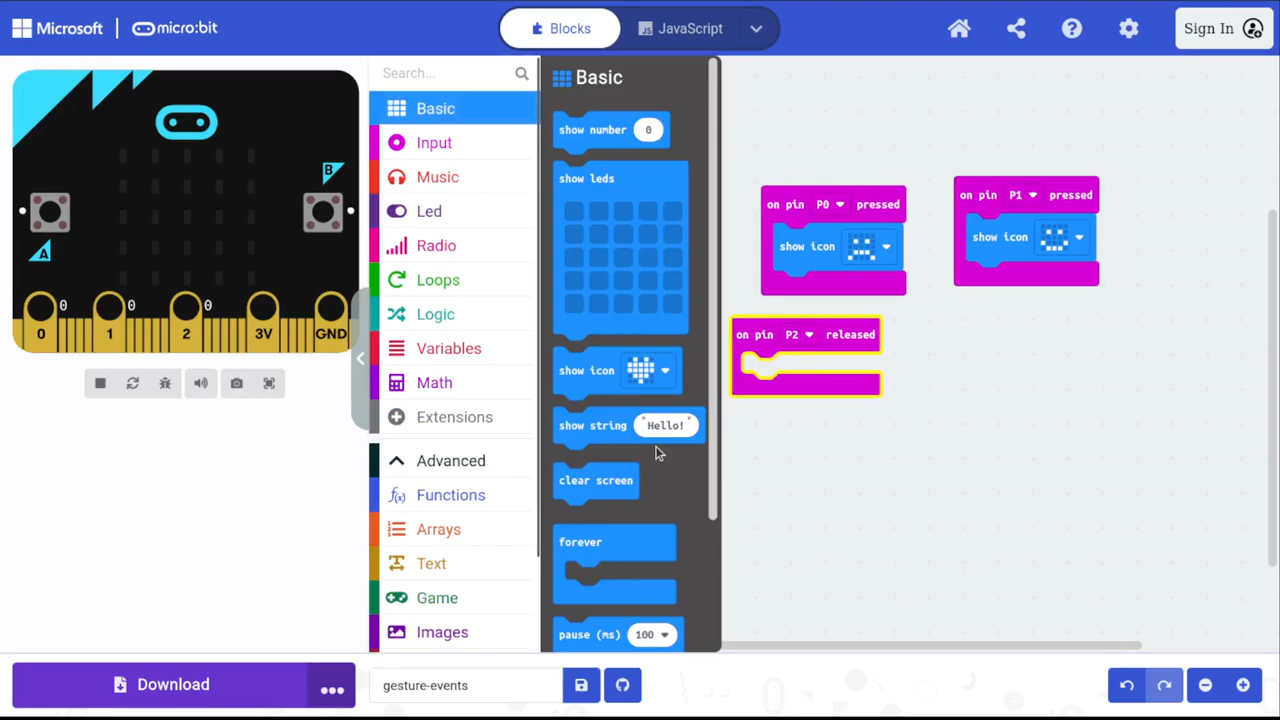 Microsoft
micro:bit
Blocks
JavaScript
Sign In
B
A
0
0
0
0
1
2
3V
GND
Search...
Basic
Input
Music
Led
Radio
Loops
Logic
Variables
Math
Extensions
Advanced
Functions
Arrays
Text
Game
Images
Basic
show number 0
show leds
show icon
show string "Hello!"
clear screen
forever
pause (ms) 100
on pin P0 pressed
show icon
on pin P1 pressed
show icon
on pin P2 released
Download
gesture-events